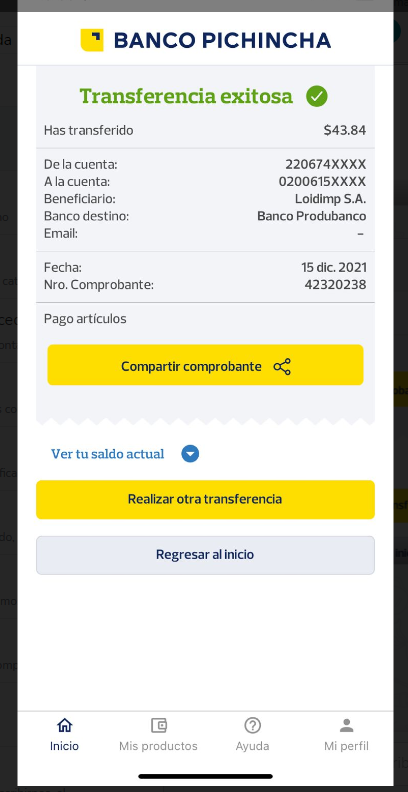 BANCO PICHINCHA
Transferencia exitosa
Has transferido $43.84
De la cuenta: 220674XXXX
A la cuenta: 0200615XXXX
Beneficiario: Loidimp S.A.
Banco destino: Banco Produbanco
Email: –
Fecha: 15 dic. 2021
Nro. Comprobante: 42320238
Pago artículos
Compartir comprobante
Ver tu saldo actual
Realizar otra transferencia
Regresar al inicio
Inicio Mis productos Ayuda Mi perfil